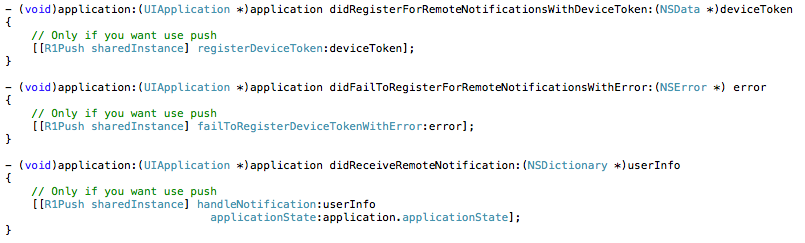 - (void)application:(UIApplication *)application didRegisterForRemoteNotificationsWithDeviceToken:(NSData *)deviceToken
{
    // Only if you want use push
    [[R1Push sharedInstance] registerDeviceToken:deviceToken];
}

- (void)application:(UIApplication *)application didFailToRegisterForRemoteNotificationsWithError:(NSError *) error
{
    // Only if you want use push
    [[R1Push sharedInstance] failToRegisterDeviceTokenWithError:error];
}

- (void)application:(UIApplication *)application didReceiveRemoteNotification:(NSDictionary *)userInfo
{
    // Only if you want use push
    [[R1Push sharedInstance] handleNotification:userInfo
                               applicationState:application.applicationState];
}